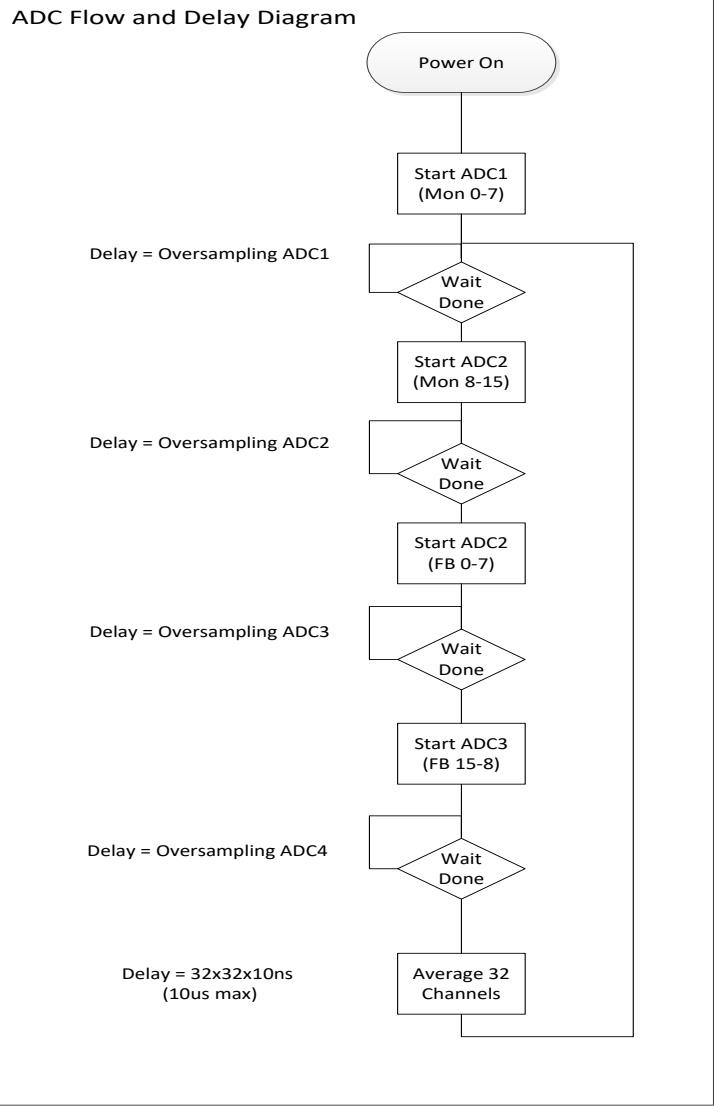 ADC Flow and Delay Diagram
Power On
Start ADC1
(Mon 0-7)
Delay = Oversampling ADC1
Wait
Done
Start ADC2
(Mon 8-15)
Delay = Oversampling ADC2
Wait
Done
Start ADC2
(FB 0-7)
Delay = Oversampling ADC3
Wait
Done
Start ADC3
(FB 15-8)
Delay = Oversampling ADC4
Wait
Done
Delay = 32x32x10ns
(10us max)
Average 32
Channels